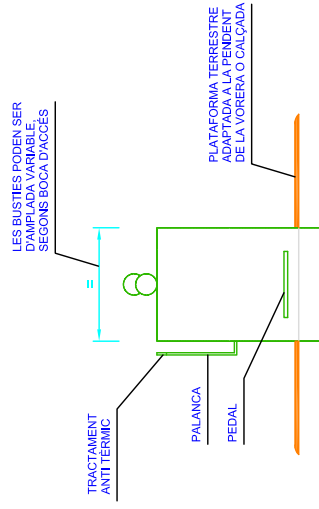 LES BUSTIES PODEN SER
D'AMPLADA VARIABLE,
SEGONS BOCA D'ACCÉS
=
TRACTAMENT
ANTI TÈRMIC
PALANCA
PEDAL
PLATAFORMA TERRESTRE
ADAPTADA A LA PENDENT
DE LA VORERA O CALÇADA